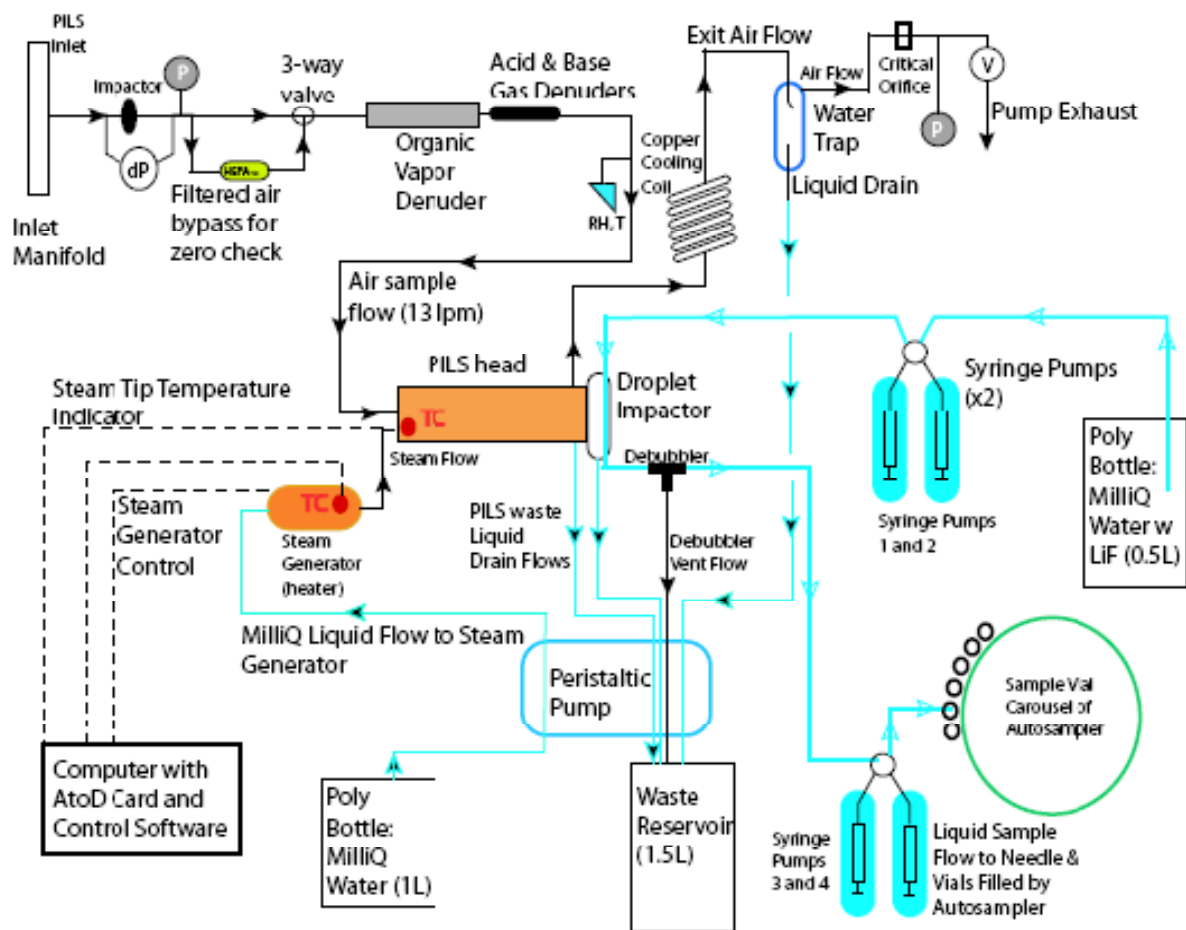 PILS
Inlet
Impactor
P
3-way
valve
Acid & Base
Gas Denuders
Exit Air Flow
Air Flow
Critical
Orifice
V
P
Pump Exhaust
Water
Trap
Liquid Drain
dP
HEPA
Filtered air
bypass for
zero check
Organic
Vapor
Denuder
Copper
Cooling
Coil
RH, T
Inlet
Manifold
Air sample
flow (13 lpm)
PILS head
Droplet
Impactor
Syringe Pumps
(x2)
Steam Tip Temperature
Indicator
TC
Steam Flow
Debubbler
Poly
Bottle:
MilliQ
Water w
LiF (0.5L)
TC
Steam
Generator
Control
Steam
Generator
(heater)
PILS waste
Liquid
Drain Flows
Debubbler
Vent Flow
Syringe Pumps
1 and 2
MilliQ Liquid Flow to Steam
Generator
Peristaltic
Pump
Sample Vial
Carousel of
Autosampler
Computer with
AtoD Card and
Control Software
Poly
Bottle:
MilliQ
Water (1L)
Waste
Reservoir
(1.5L)
Syringe
Pumps
3 and 4
Liquid Sample
Flow to Needle &
Vials Filled by
Autosampler